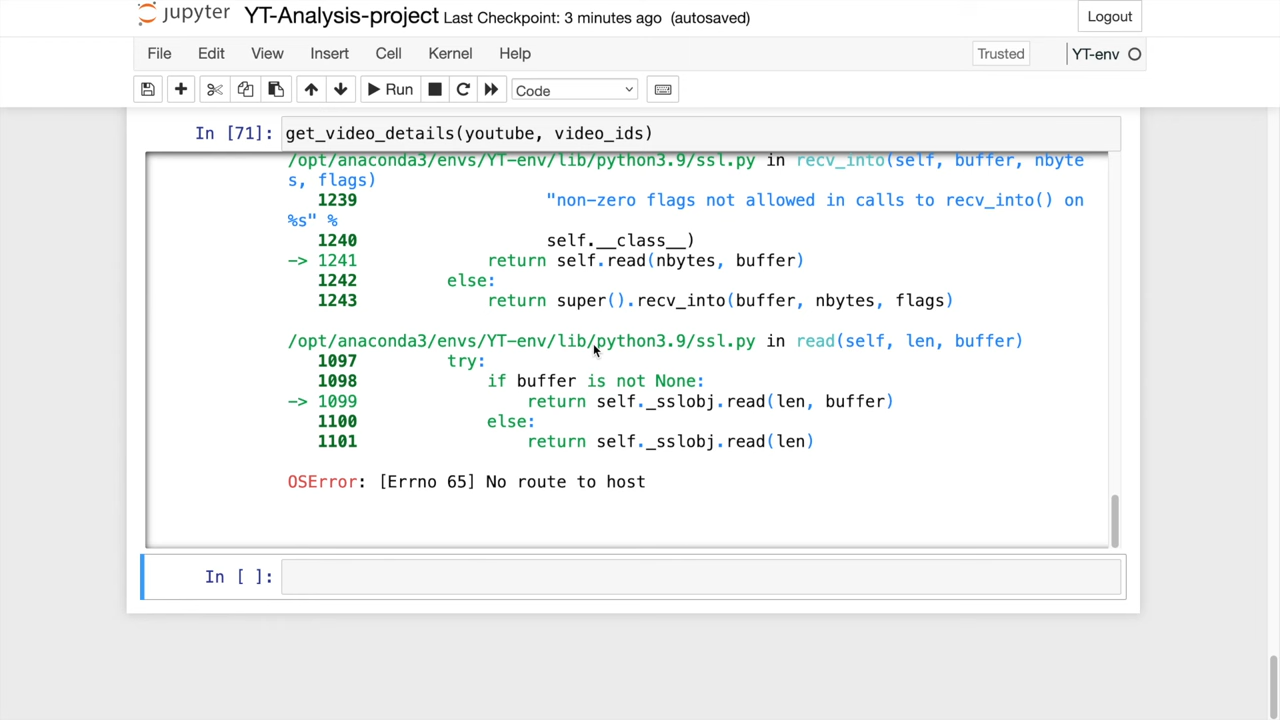 jupyter YT-Analysis-project Last Checkpoint: 3 minutes ago (autosaved) Logout
File Edit View Insert Cell Kernel Help Trusted YT-env
Run Code
In [71]: get_video_details(youtube, video_ids)
/opt/anaconda3/envs/YT-env/lib/python3.9/ssl.py in recv_into(self, buffer, nbyte
s, flags)
1239 "non-zero flags not allowed in calls to recv_into() on
%s" %
1240 self.__class__)
-> 1241 return self.read(nbytes, buffer)
1242 else:
1243 return super().recv_into(buffer, nbytes, flags)
/opt/anaconda3/envs/YT-env/lib/python3.9/ssl.py in read(self, len, buffer)
1097 try:
1098 if buffer is not None:
-> 1099 return self._sslobj.read(len, buffer)
1100 else:
1101 return self._sslobj.read(len)
OSError: [Errno 65] No route to host
In [ ]: